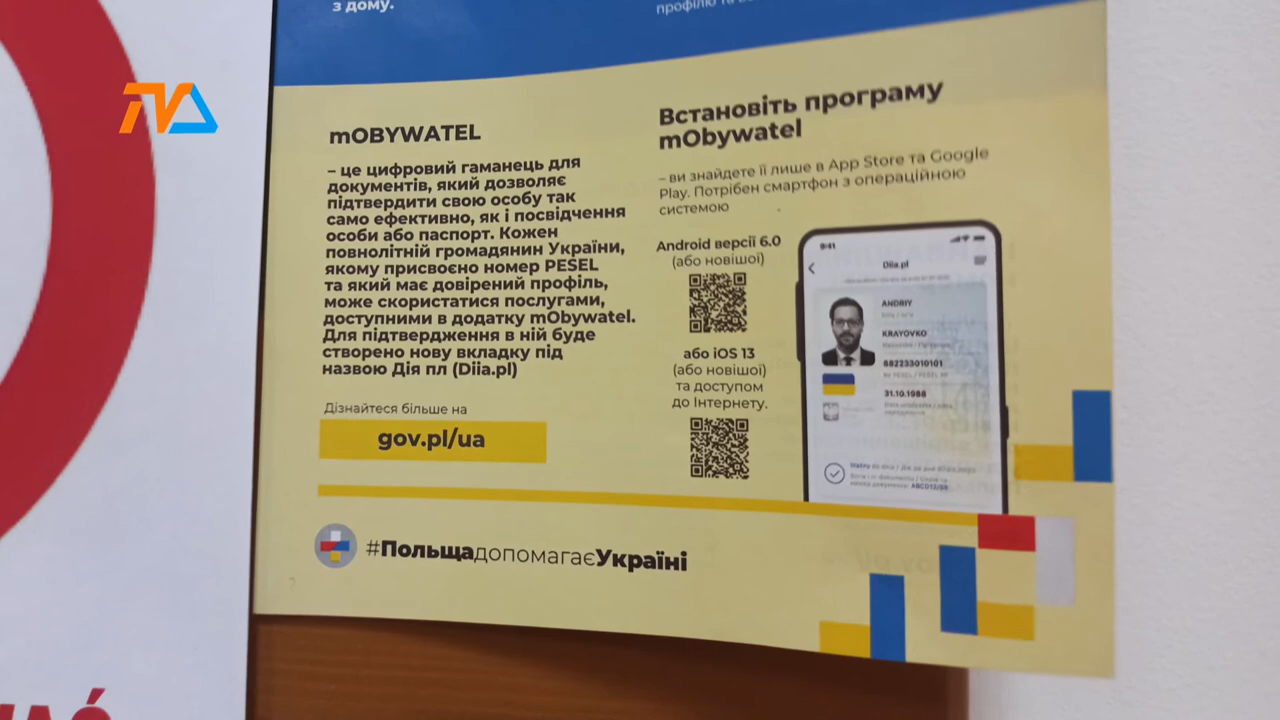 з дому.
профілю та
TVA
mOBYWATEL
– це цифровий гаманець для
документів, який дозволяє
підтвердити свою особу так
само ефективно, як і посвідчення
особи або паспорт. Кожен
повнолітній громадянин України,
якому присвоєно номер PESEL
та який має довірений профіль,
може скористатися послугами,
доступними в додатку mObywatel.
Для підтвердження в ній буде
створено нову вкладку під
назвою Дія пл (Diia.pl)
Дізнайтеся більше на
gov.pl/ua
Встановіть програму
mObywatel
– ви знайдете її лише в App Store та Google
Play. Потрібен смартфон з операційною
системою
Android версії 6.0
(або новішої)
або iOS 13
(або новішої)
та доступом
до Інтернету.
9:41
Diia.pl
ANDRIY
KRAYOVKO
882233010101
31.10.1988
#ПольщадопомагаєУкраїні